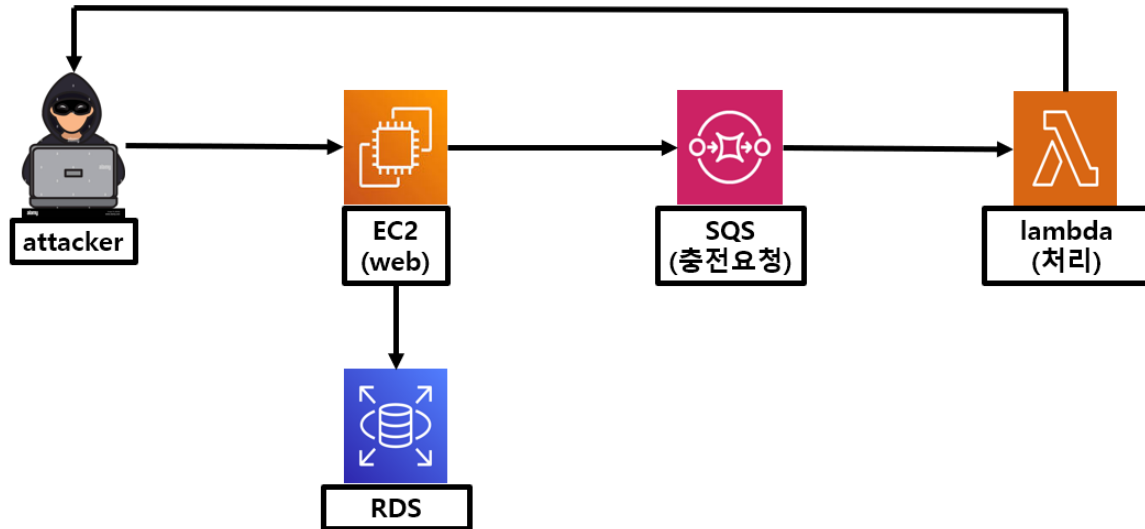 attacker
EC2
(web)
SQS
(충전요청)
lambda
(처리)
RDS